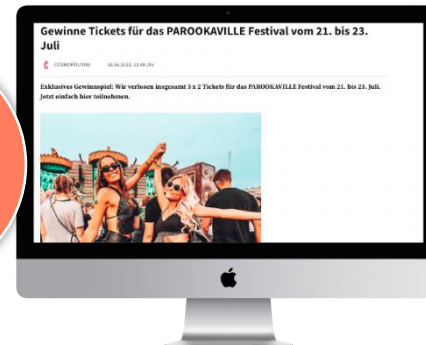 Gewinne Tickets für das PAROOKAVILLE Festival vom 21. bis 23.
Juli
COSMOPOLITAN
Exklusives Gewinnspiel: Wir verlosen insgesamt 3 x 2 Tickets für das PAROOKAVILLE Festival vom 21. bis 23. Juli.
Jetzt einfach hier teilnehmen.